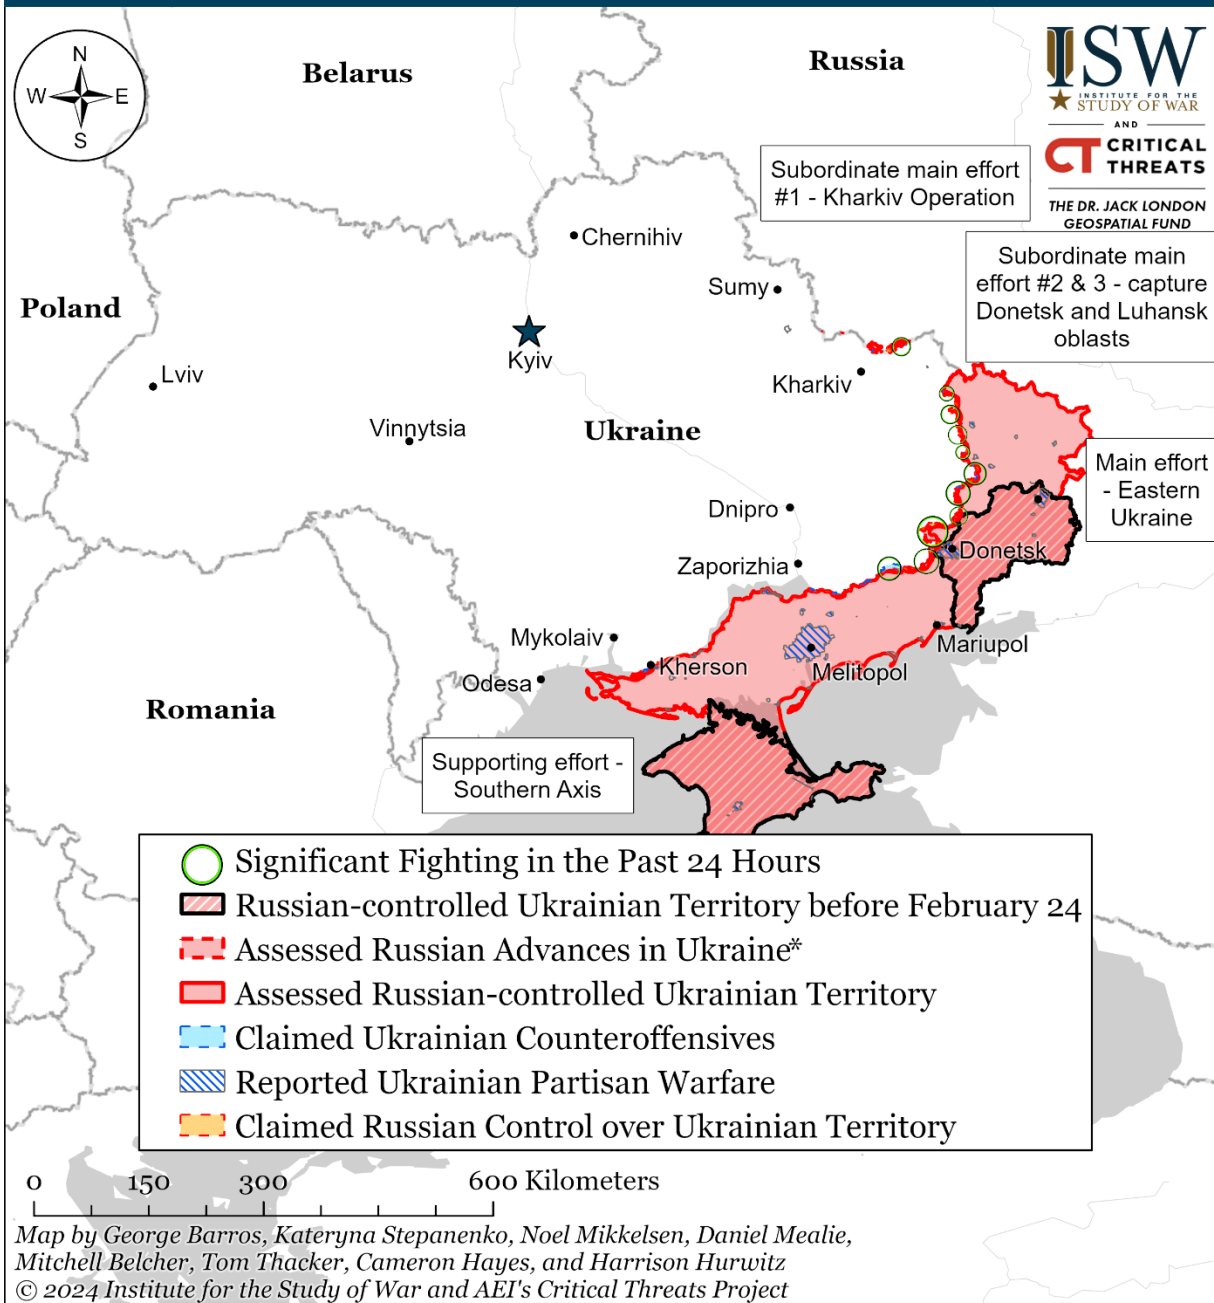 N
W
E
S
Belarus
Russia
ISW
INSTITUTE FOR THE
STUDY OF WAR
AND
CT CRITICAL
THREATS
THE DR. JACK LONDON
GEOSPATIAL FUND
Subordinate main effort
#1 - Kharkiv Operation
Subordinate main
effort #2 & 3 - capture
Donetsk and Luhansk
oblasts
Chernihiv
Sumy
Poland
Kyiv
Lviv
Kharkiv
Vinnytsia
Ukraine
Main effort
- Eastern
Ukraine
Dnipro
Donetsk
Zaporizhia
Mykolaiv
Mariupol
Kherson
Melitopol
Odesa
Romania
Supporting effort -
Southern Axis
Significant Fighting in the Past 24 Hours
Russian-controlled Ukrainian Territory before February 24
Assessed Russian Advances in Ukraine*
Assessed Russian-controlled Ukrainian Territory
Claimed Ukrainian Counteroffensives
Reported Ukrainian Partisan Warfare
Claimed Russian Control over Ukrainian Territory
0 150 300 600 Kilometers
Map by George Barros, Kateryna Stepanenko, Noel Mikkelsen, Daniel Mealie,
Mitchell Belcher, Tom Thacker, Cameron Hayes, and Harrison Hurwitz
© 2024 Institute for the Study of War and AEI's Critical Threats Project